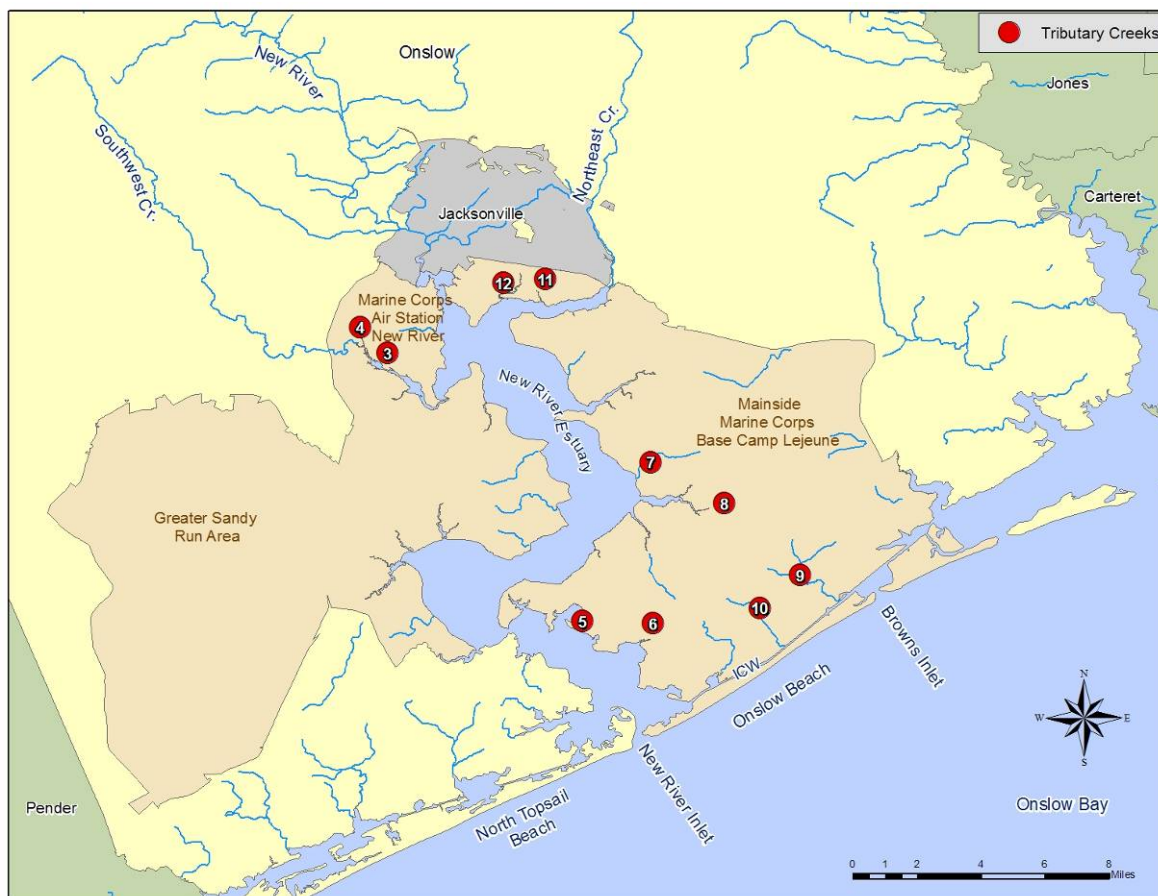 Tributary Creeks
Onslow
New River
Jones
Southwest Cr.
Northeast Cr.
Carteret
Jacksonville
12
11
Marine Corps
Air Station
New River
4
3
New River Estuary
Mainside
Marine Corps
Base Camp Lejeune
7
8
Greater Sandy
Run Area
9
10
5
6
Browns Inlet
ICW
Onslow Beach
New River Inlet
North Topsail
Beach
Pender
Onslow Bay
N
W
E
S
0 1 2 4 6 8
Miles